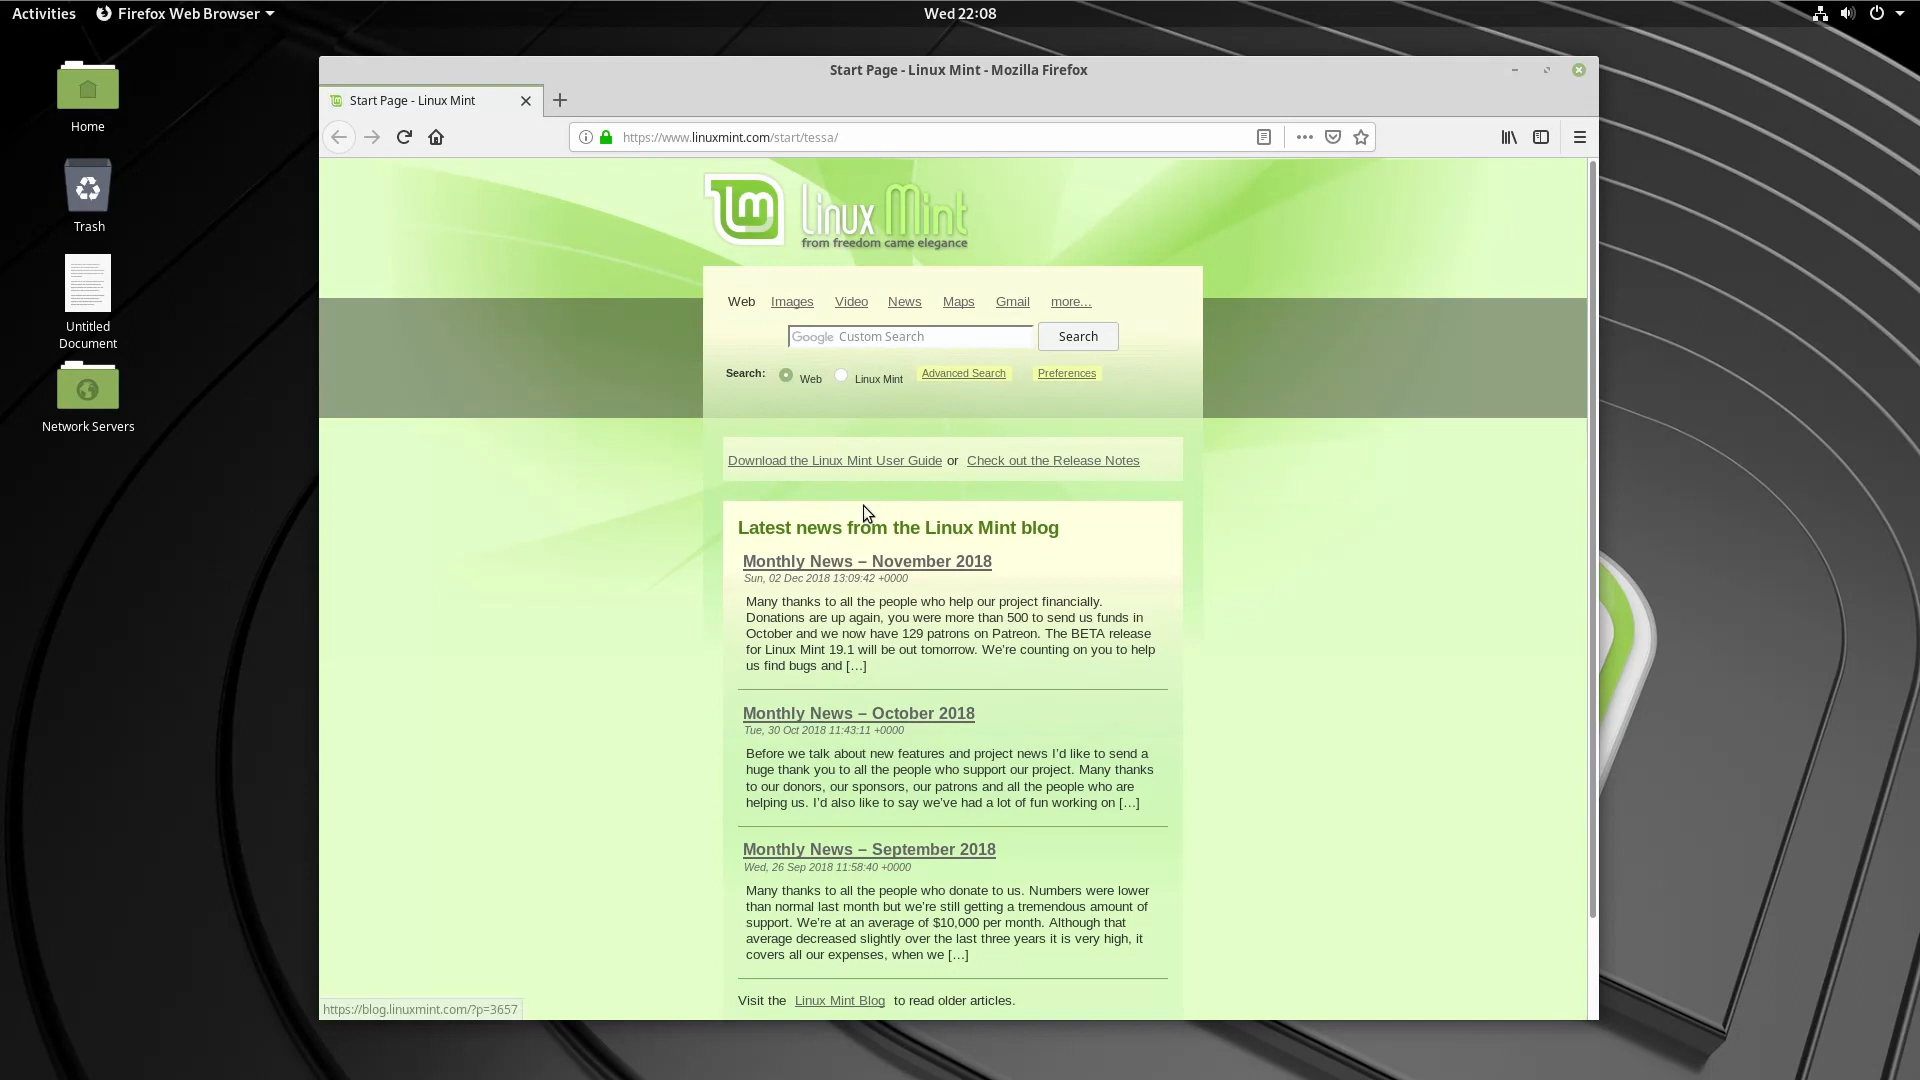 Activities
Firefox Web Browser
Wed 22:08
Home
Trash
Untitled
Document
Network Servers
Start Page - Linux Mint - Mozilla Firefox
Start Page - Linux Mint
https://www.linuxmint.com/start/tessa/
lm Linux Mint
from freedom came elegance
Web Images Video News Maps Gmail more...
Google Custom Search Search
Search: Web Linux Mint Advanced Search Preferences
Download the Linux Mint User Guide or Check out the Release Notes
Latest news from the Linux Mint blog
Monthly News – November 2018
Sun, 02 Dec 2018 13:09:42 +0000
Many thanks to all the people who help our project financially.
Donations are up again, you were more than 500 to send us funds in
October and we now have 129 patrons on Patreon. The BETA release
for Linux Mint 19.1 will be out tomorrow. We’re counting on you to help
us find bugs and […]
Monthly News – October 2018
Tue, 30 Oct 2018 11:43:11 +0000
Before we talk about new features and project news I’d like to send a
huge thank you to all the people who support our project. Many thanks
to our donors, our sponsors, our patrons and all the people who are
helping us. I’d also like to say we’ve had a lot of fun working on […]
Monthly News – September 2018
Wed, 26 Sep 2018 11:58:40 +0000
Many thanks to all the people who donate to us. Numbers were lower
than normal last month but we’re still getting a tremendous amount of
support. We’re at an average of $10,000 per month. Although that
average decreased slightly over the last three years it is very high, it
covers all our expenses, when we […]
Visit the Linux Mint Blog to read older articles.
https://blog.linuxmint.com/?p=3657